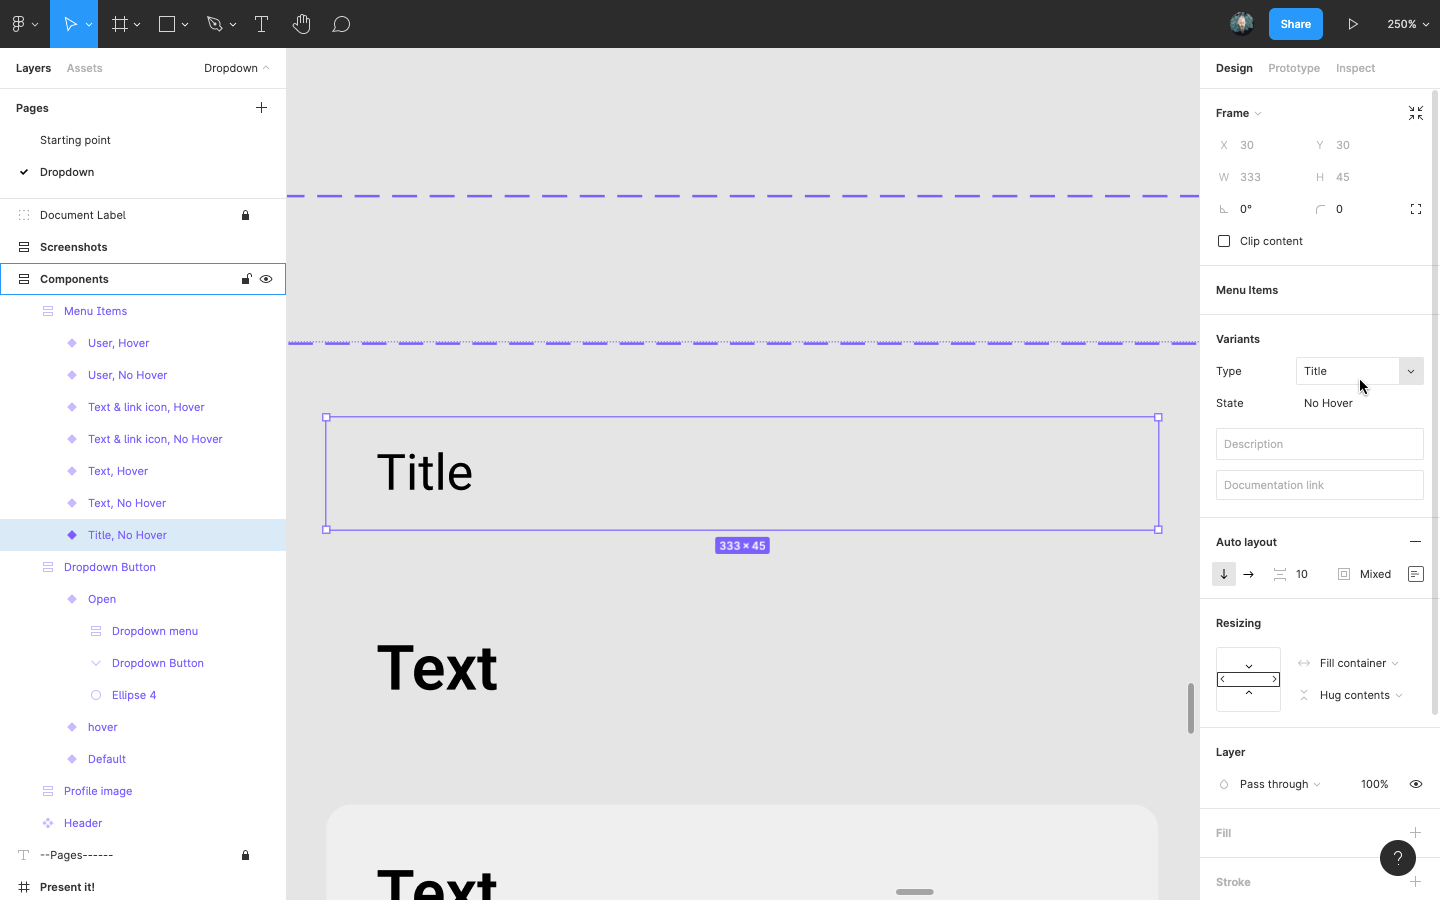 Share
250%
Layers
Assets
Dropdown
Pages
Starting point
Dropdown
Document Label
Screenshots
Components
Menu Items
User, Hover
User, No Hover
Text & link icon, Hover
Text & link icon, No Hover
Text, Hover
Text, No Hover
Title, No Hover
Dropdown Button
Open
Dropdown menu
Dropdown Button
Ellipse 4
hover
Default
Profile image
Header
--Pages------
Present it!
Title
333 × 45
Text
Text
Design
Prototype
Inspect
Frame
X 30 Y 30
W 333 H 45
0° 0
Clip content
Menu Items
Variants
Type Title
State No Hover
Description
Documentation link
Auto layout
10 Mixed
Resizing
Fill container
Hug contents
Layer
Pass through 100%
Fill
?
Stroke